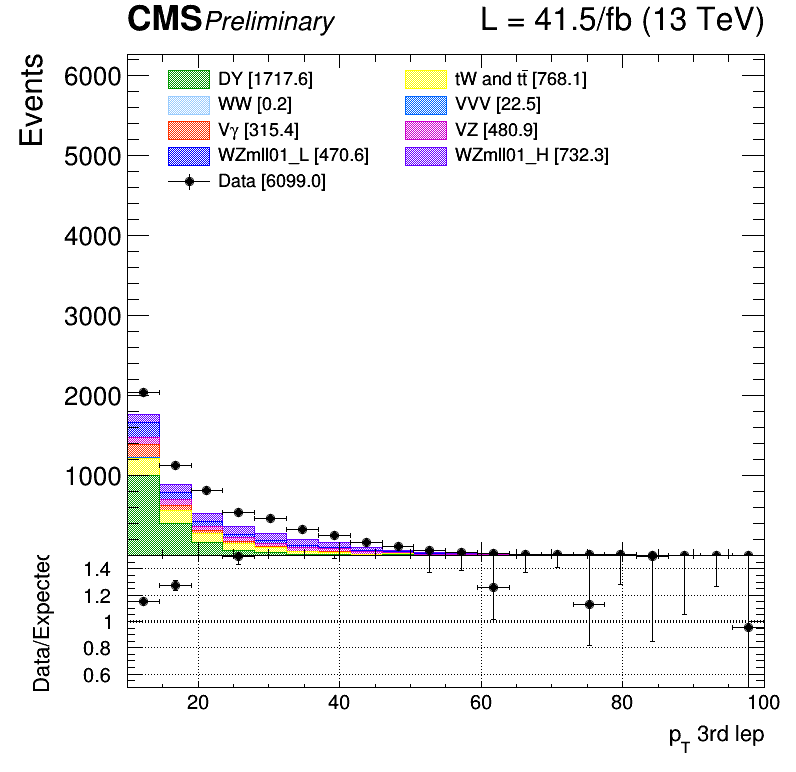 CMS Preliminary L = 41.5/fb (13 TeV)
Events
6000
5000
4000
3000
2000
1000
DY [1717.6] tW and tt̄ [768.1]
WW [0.2] VVV [22.5]
Vγ [315.4] VZ [480.9]
WZmll01_L [470.6] WZmll01_H [732.3]
Data [6099.0]
Data/Expected
1.4
1.2
1
0.8
0.6
20 40 60 80 100
pT 3rd lep